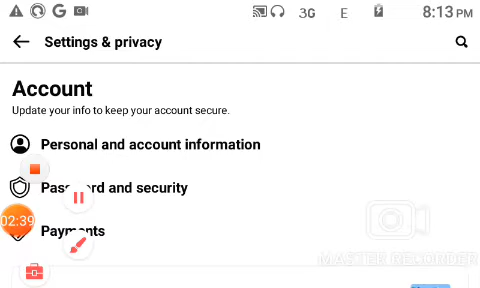 3G E 8:13 PM
Settings & privacy
Account
Update your info to keep your account secure.
Personal and account information
Password and security
02:39
Payments
MASTER RECORDER